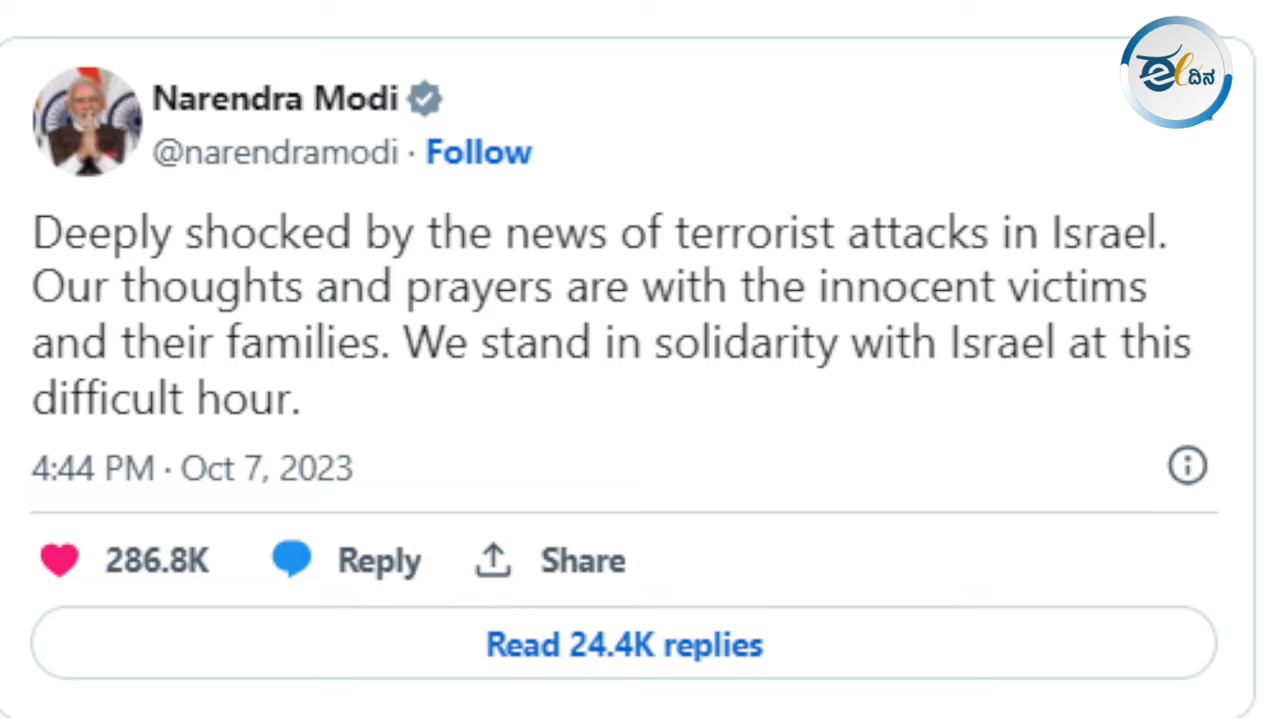 ಈ ದಿನ
Narendra Modi
@narendramodi · Follow
Deeply shocked by the news of terrorist attacks in Israel.
Our thoughts and prayers are with the innocent victims
and their families. We stand in solidarity with Israel at this
difficult hour.
4:44 PM · Oct 7, 2023
286.8K Reply Share
Read 24.4K replies